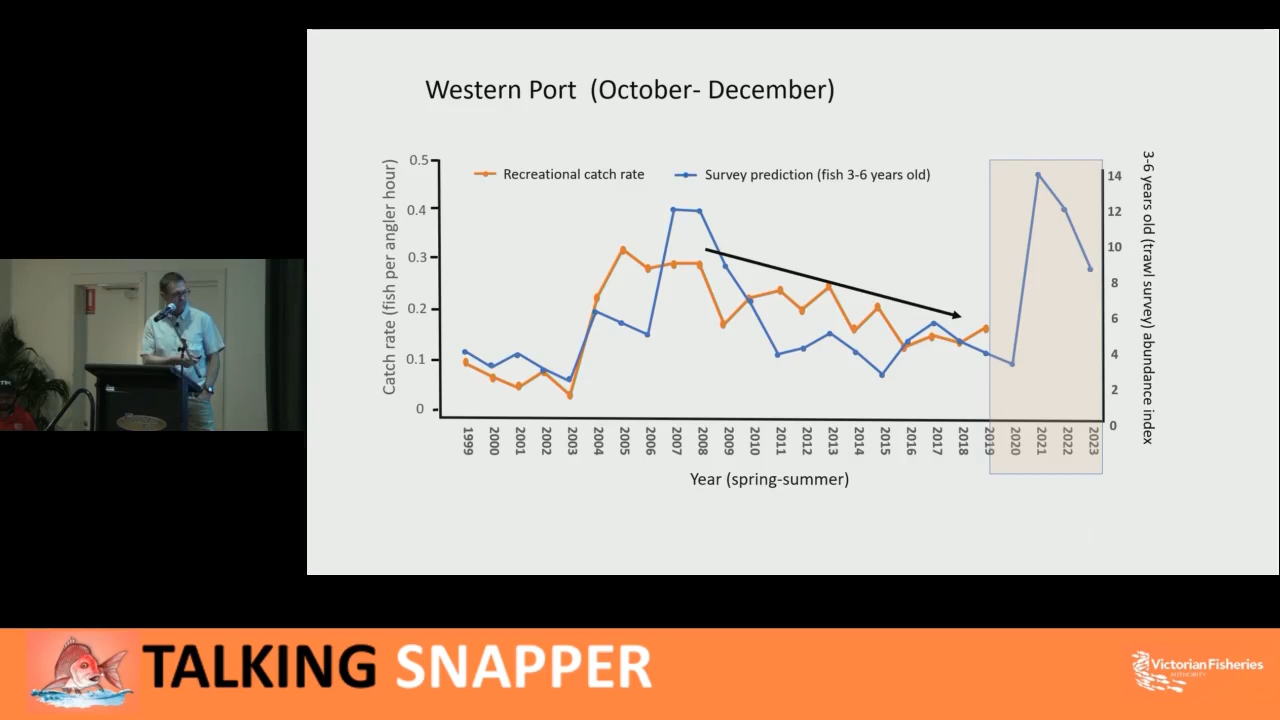 Western Port (October- December)
Recreational catch rate
Survey prediction (fish 3-6 years old)
Catch rate (fish per angler hour)
0.5
0.4
0.3
0.2
0.1
0
14
12
10
8
6
4
2
0
3-6 years old (trawl survey) abundance index
1999 2000 2001 2002 2003 2004 2005 2006 2007 2008 2009 2010 2011 2012 2013 2014 2015 2016 2017 2018 2019 2020 2021 2022 2023
Year (spring-summer)
TALKING SNAPPER
Victorian Fisheries
AUTHORITY